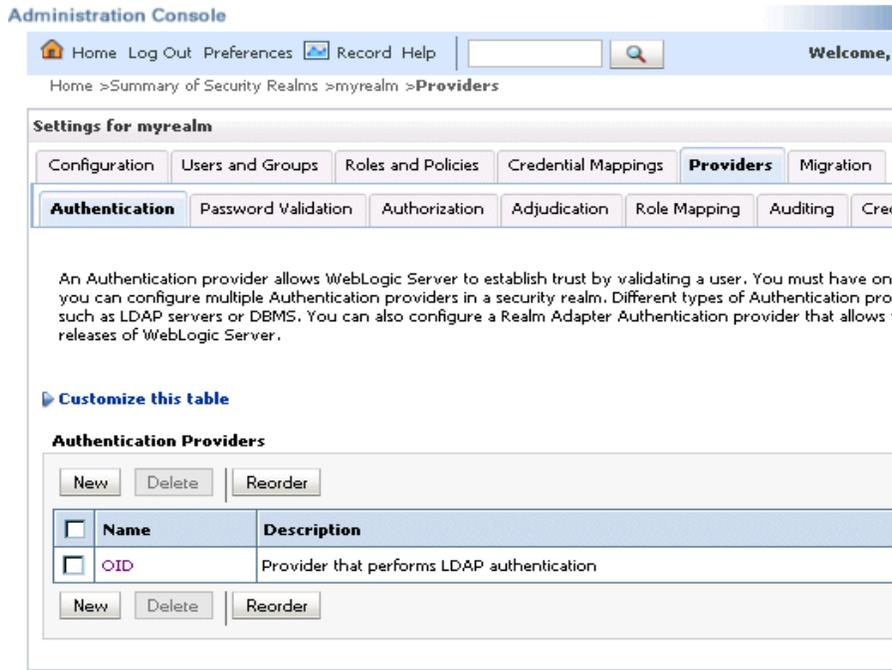 Administration Console
Home Log Out Preferences Record Help
Welcome,
Home >Summary of Security Realms >myrealm >Providers
Settings for myrealm
Configuration Users and Groups Roles and Policies Credential Mappings Providers Migration
Authentication Password Validation Authorization Adjudication Role Mapping Auditing Cre
An Authentication provider allows WebLogic Server to establish trust by validating a user. You must have on
you can configure multiple Authentication providers in a security realm. Different types of Authentication pro
such as LDAP servers or DBMS. You can also configure a Realm Adapter Authentication provider that allows
releases of WebLogic Server.
Customize this table
Authentication Providers
New Delete Reorder
Name Description
OID Provider that performs LDAP authentication
New Delete Reorder